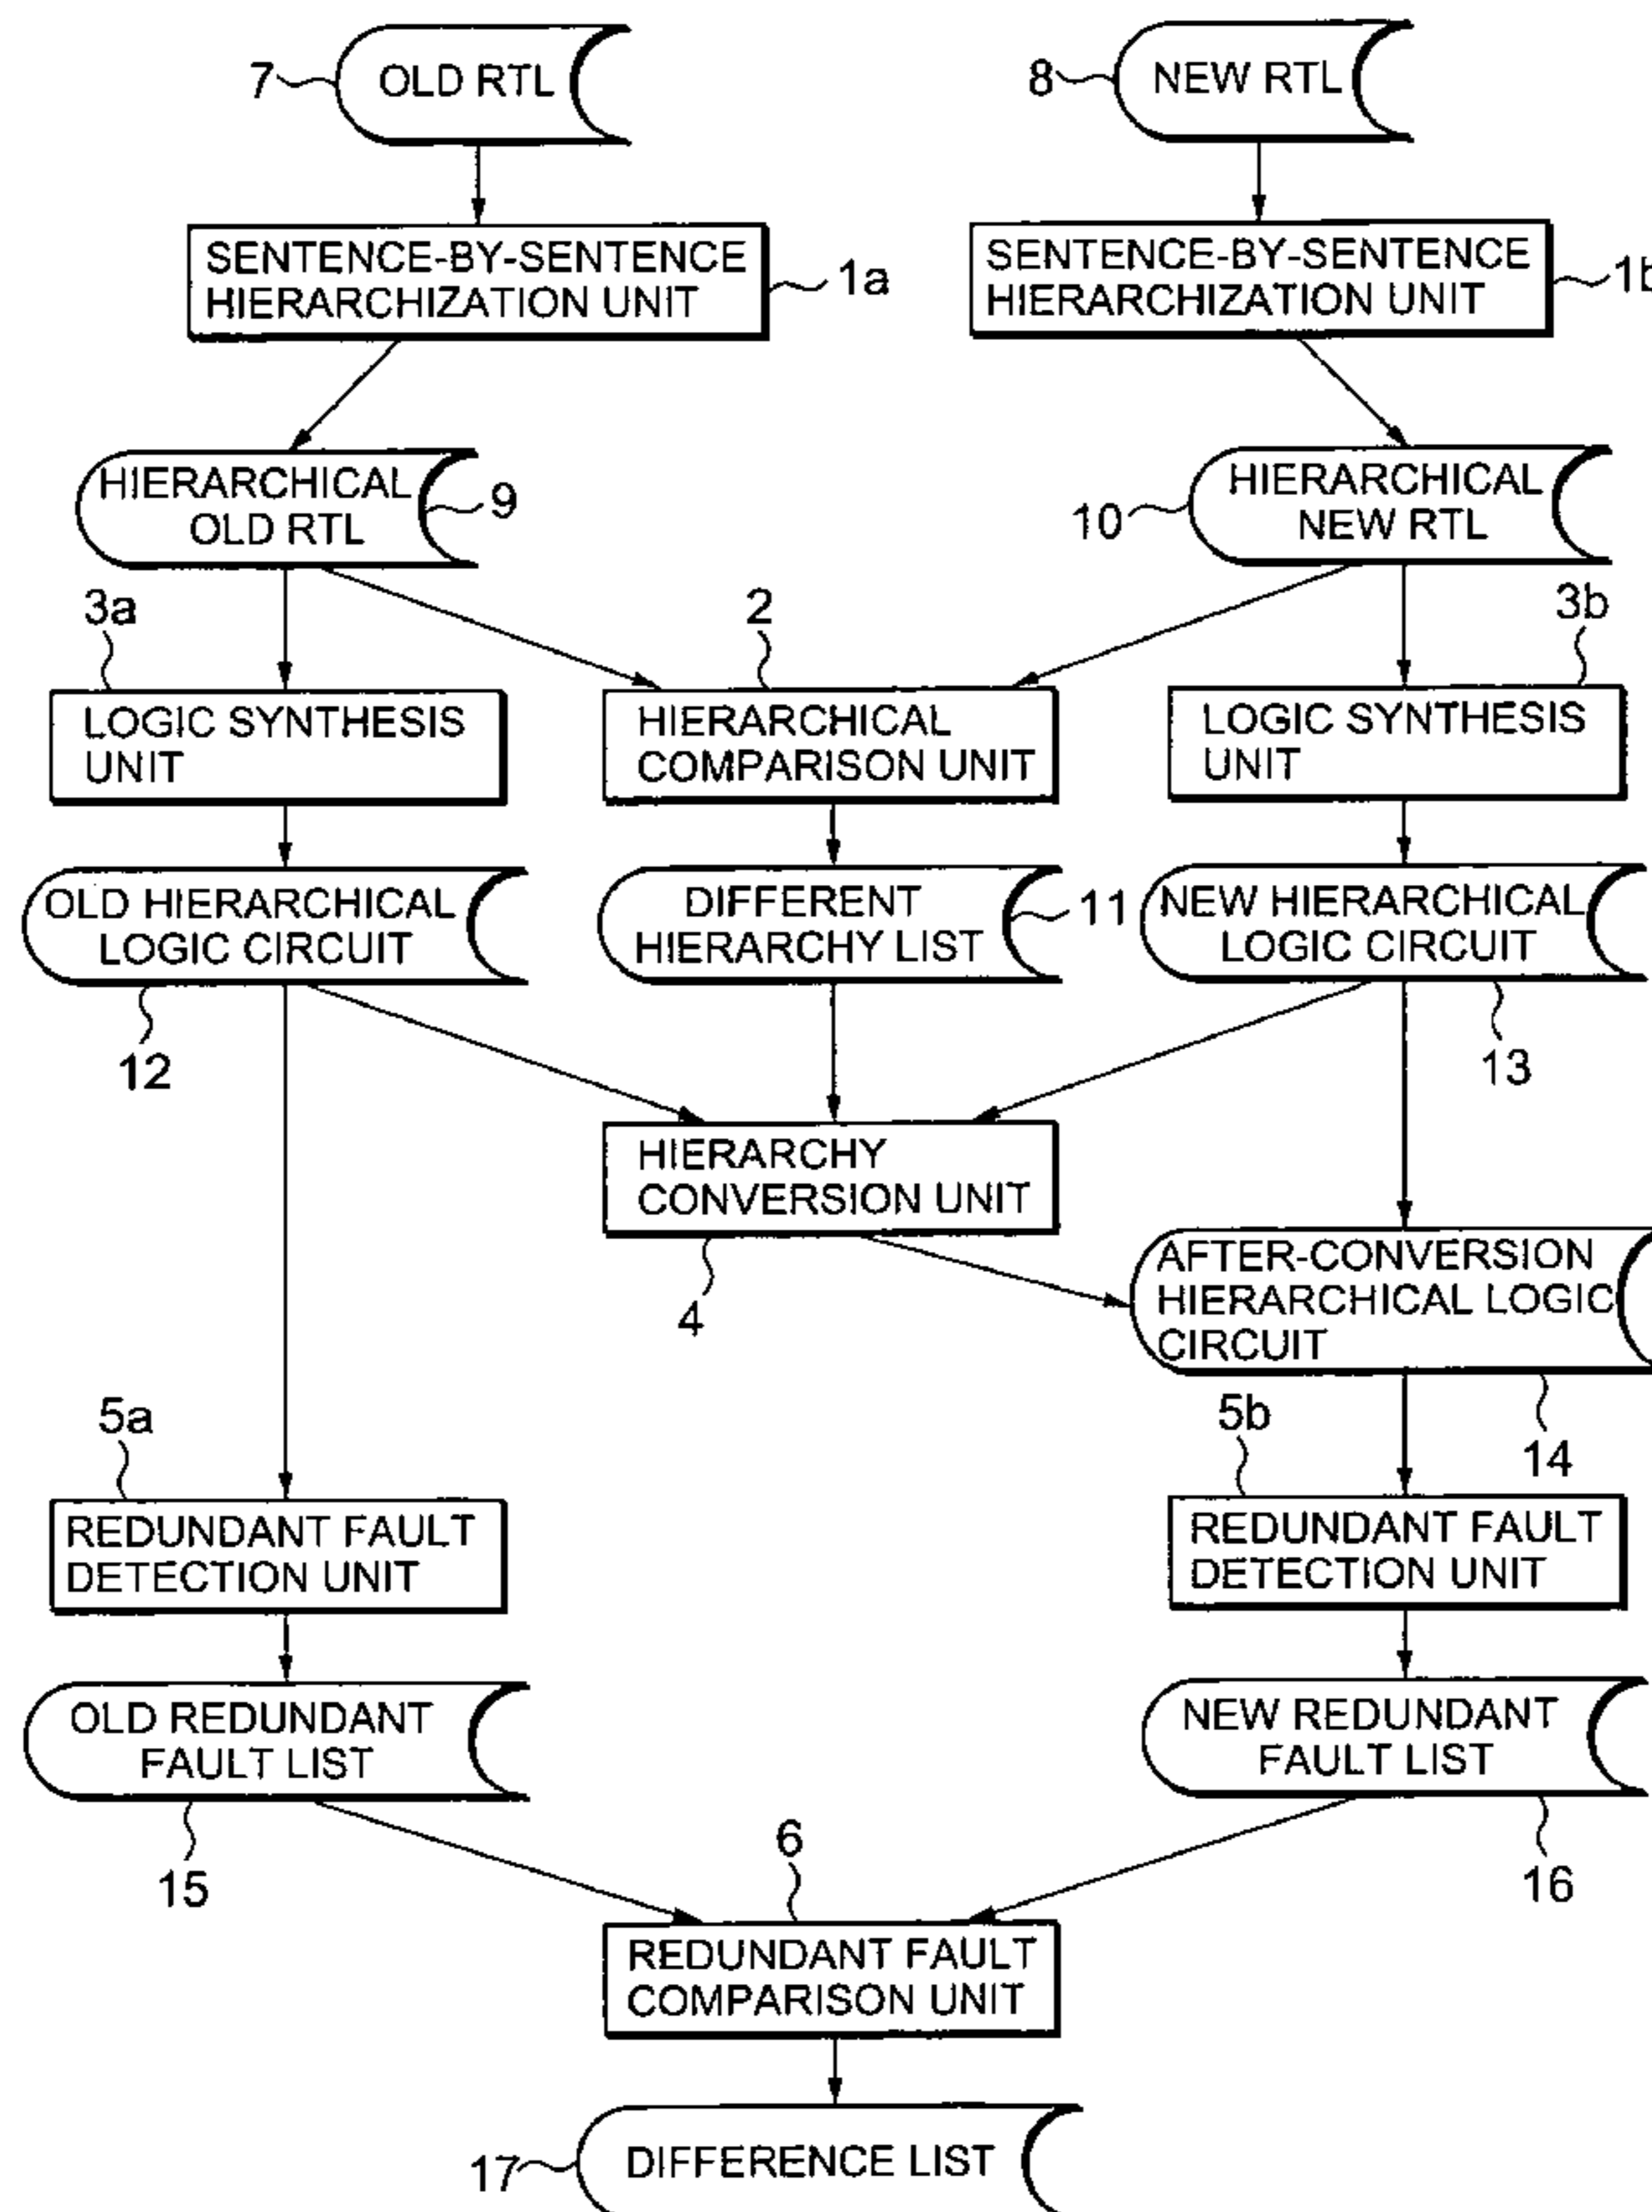 7
OLD RTL
8
NEW RTL
SENTENCE-BY-SENTENCE
HIERARCHIZATION UNIT
1a
SENTENCE-BY-SENTENCE
HIERARCHIZATION UNIT
1b
HIERARCHICAL
OLD RTL
9
10
HIERARCHICAL
NEW RTL
3a
2
3b
LOGIC SYNTHESIS
UNIT
HIERARCHICAL
COMPARISON UNIT
LOGIC SYNTHESIS
UNIT
OLD HIERARCHICAL
LOGIC CIRCUIT
DIFFERENT
HIERARCHY LIST
11
NEW HIERARCHICAL
LOGIC CIRCUIT
12
13
HIERARCHY
CONVERSION UNIT
4
AFTER-CONVERSION
HIERARCHICAL LOGIC
CIRCUIT
14
5a
5b
REDUNDANT FAULT
DETECTION UNIT
REDUNDANT FAULT
DETECTION UNIT
OLD REDUNDANT
FAULT LIST
NEW REDUNDANT
FAULT LIST
15
6
16
REDUNDANT FAULT
COMPARISON UNIT
17
DIFFERENCE LIST